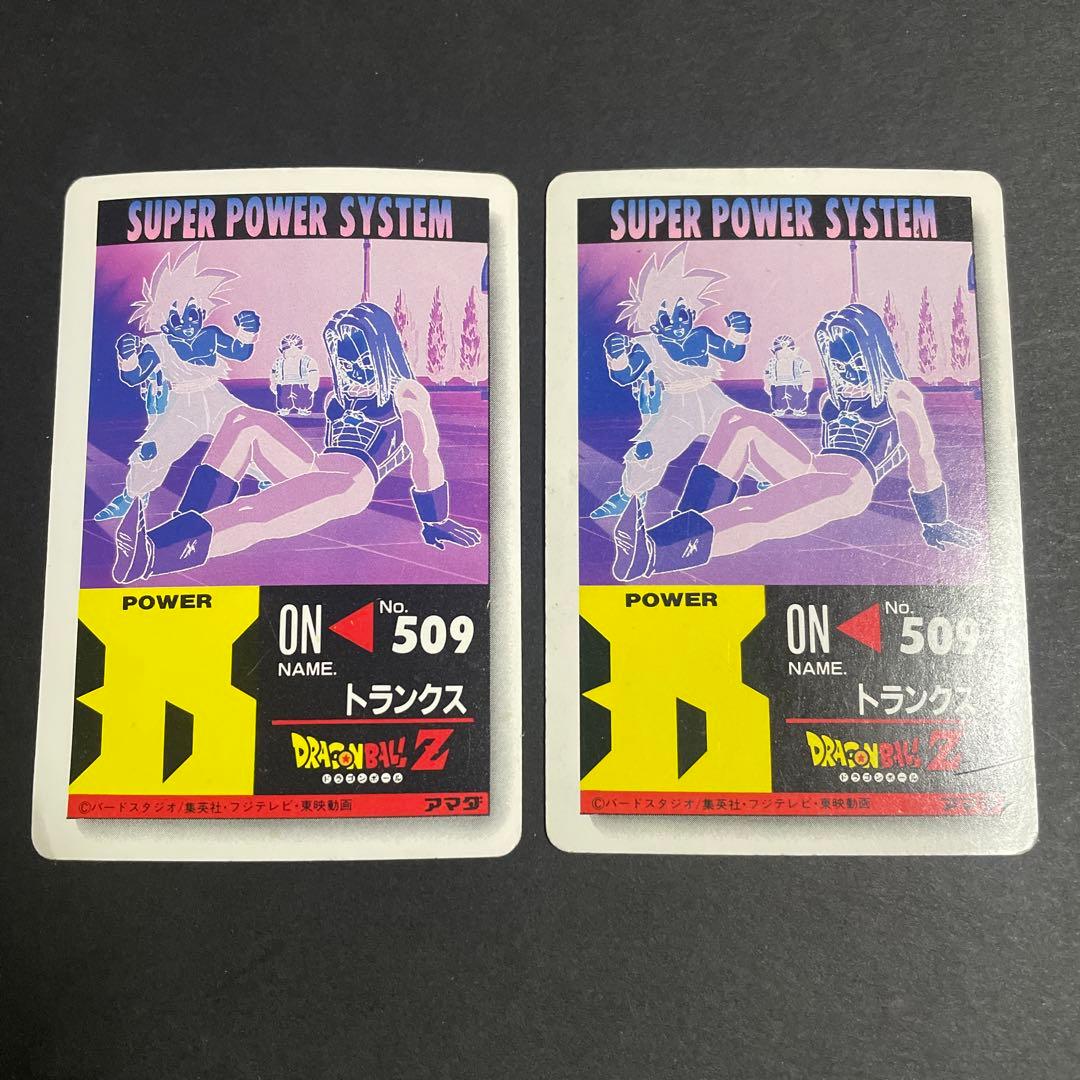 SUPER POWER SYSTEM
POWER
ON No. 509
NAME.
トランクス
DRAGON BALL Z
ドラゴンボール
©バードスタジオ/集英社・フジテレビ・東映動画 アマダ
SUPER POWER SYSTEM
POWER
ON No. 509
NAME.
トランクス
DRAGON BALL Z
ドラゴンボール
©バードスタジオ/集英社・フジテレビ・東映動画 アマダ